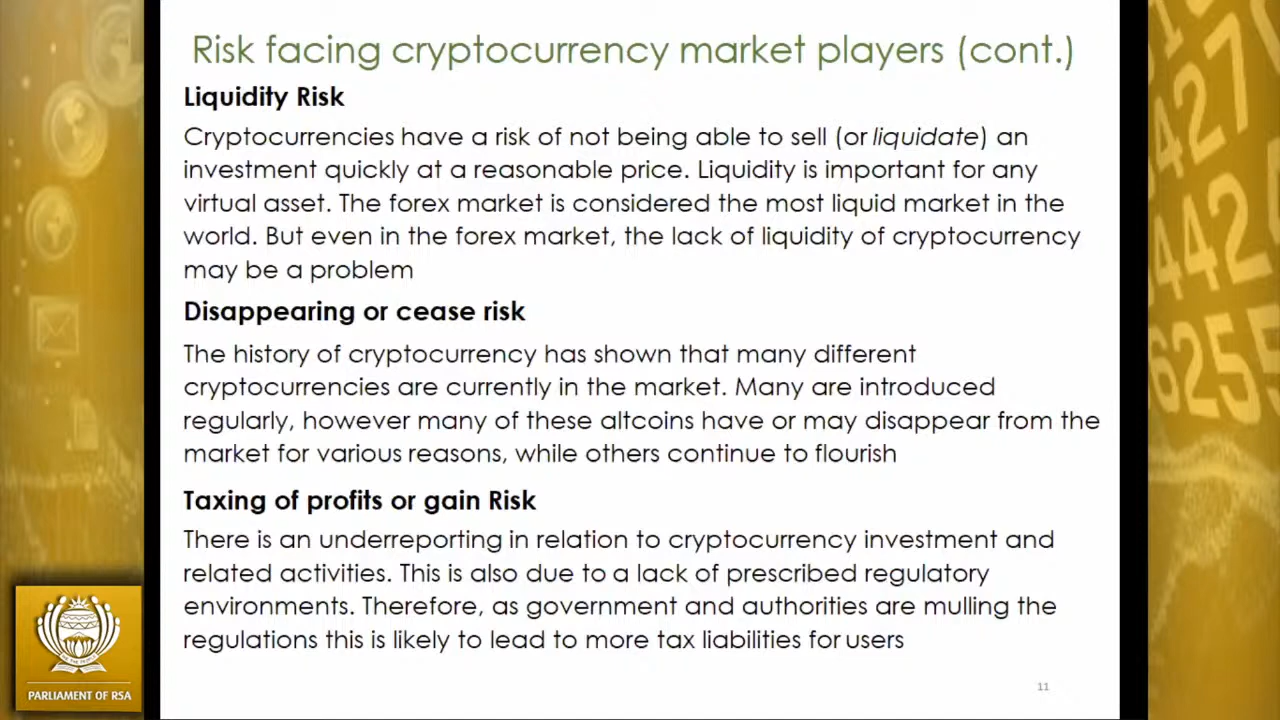 Risk facing cryptocurrency market players (cont.)
Liquidity Risk
Cryptocurrencies have a risk of not being able to sell (or liquidate) an
investment quickly at a reasonable price. Liquidity is important for any
virtual asset. The forex market is considered the most liquid market in the
world. But even in the forex market, the lack of liquidity of cryptocurrency
may be a problem
Disappearing or cease risk
The history of cryptocurrency has shown that many different
cryptocurrencies are currently in the market. Many are introduced
regularly, however many of these altcoins have or may disappear from the
market for various reasons, while others continue to flourish
Taxing of profits or gain Risk
There is an underreporting in relation to cryptocurrency investment and
related activities. This is also due to a lack of prescribed regulatory
environments. Therefore, as government and authorities are mulling the
regulations this is likely to lead to more tax liabilities for users
11
PARLIAMENT OF RSA
427
442
6255